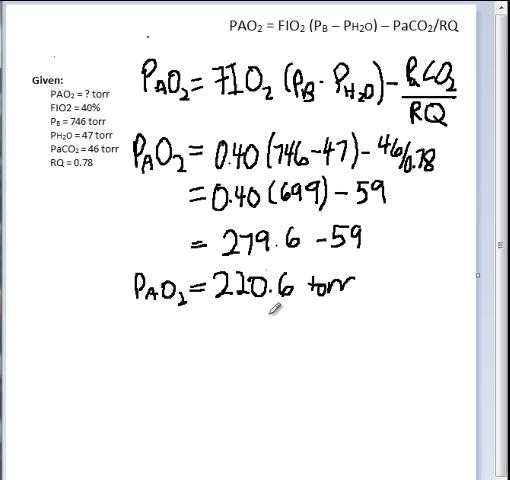 PAO2 = FIO2 (PB – PH2O) – PaCO2/RQ
Given:
PAO2 = ? torr
FIO2 = 40%
PB = 746 torr
PH2O = 47 torr
PaCO2 = 46 torr
RQ = 0.78
PAO2 = FIO2 (PB - PH2O) - PaCO2
RQ
PAO2 = 0.40 (746 - 47) - 46/0.78
= 0.40 (699) - 59
= 279.6 - 59
PAO2 = 220.6 torr